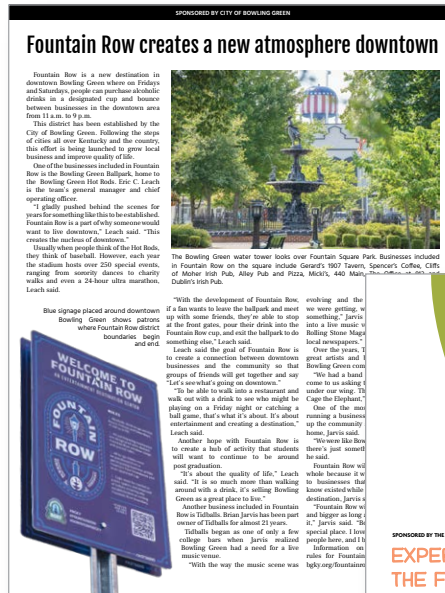 SPONSORED BY CITY OF BOWLING GREEN
Fountain Row creates a new atmosphere downtown
Fountain Row is a new destination in
downtown Bowling Green where on Fridays
and Saturdays, people can purchase alcoholic
drinks in a designated cup and bounce
between businesses in the downtown area
from 11 a.m. to 9 p.m.
This district has been established by the
City of Bowling Green. Following the steps
of cities all over Kentucky and the country,
this effort is being launched to grow local
business and improve quality of life.
One of the businesses included in Fountain
Row is the Bowling Green Ballpark, home to
the Bowling Green Hot Rods. Eric C. Leach
is the team's general manager and chief
operating officer.
"I gladly pushed behind the scenes for
years for something like this to be established.
Fountain Row is a part of why someone would
want to live downtown," Leach said. "This
creates the nucleus of downtown."
Usually when people think of the Hot Rods,
they think of baseball. However, each year
the stadium hosts over 250 special events,
ranging from sorority dances to charity
walks and even a 24-hour ultra marathon,
Leach said.
The Bowling Green water tower looks over Fountain Square Park. Businesses included
in Fountain Row on the square include Gerard's 1907 Tavern, Spencer's Coffee, Cliffs
of Moher Irish Pub, Alley Pub and Pizza, Micki's, 440 Main, The Office at 912 and
Dublin's Irish Pub.
Blue signage placed around downtown
Bowling Green shows patrons
where Fountain Row district
boundaries begin
and end.
WELCOME TO
FOUNTAIN ROW
FOUNTAIN
ROW
"With the development of Fountain Row,
if a fan wants to leave the ballpark and meet
up with some friends, they're able to stop
at the front gates, pour their drink into the
Fountain Row cup, and exit the ballpark to do
something else," Leach said.
Leach said the goal of Fountain Row is
to create a connection between downtown
businesses and the community so that
groups of friends will get together and say
"Let's see what's going on downtown."
"To be able to walk into a restaurant and
walk out with a drink to see who might be
playing on a Friday night or catching a
ball game, that's what it's about. It's about
entertainment and creating a destination,"
Leach said.
Another hope with Fountain Row is
to create a hub of activity that students
will want to continue to be around
post graduation.
"It's about the quality of life," Leach
said. "It is so much more than walking
around with a drink, it's selling Bowling
Green as a great place to live."
Another business included in Fountain
Row is Tidballs. Brian Jarvis has been part
owner of Tidballs for almost 21 years.
Tidballs began as one of only a few
college bars when Jarvis realized
Bowling Green had a need for a live
music venue.
"With the way the music scene was
evolving and the
we were getting, w
something," Jarvis
into a live music v
Rolling Stone Maga
local newspapers."
Over the years, T
great artists and l
Bowling Green com
"We had a band
come to us asking t
under our wing. Th
Cage the Elephant,"
One of the mos
running a business
up the community
home, Jarvis said.
"We were like Bow
there's just somethi
he said.
Fountain Row wil
whole because it w
to businesses that
know existed while
destination, Jarvis s
"Fountain Row wi
and bigger as long a
it," Jarvis said. "Bo
special place. I love
people here, and I b
Information on
rules for Fountain
bgky.org/fountainro
SPONSORED BY THE
EXPER
THE F